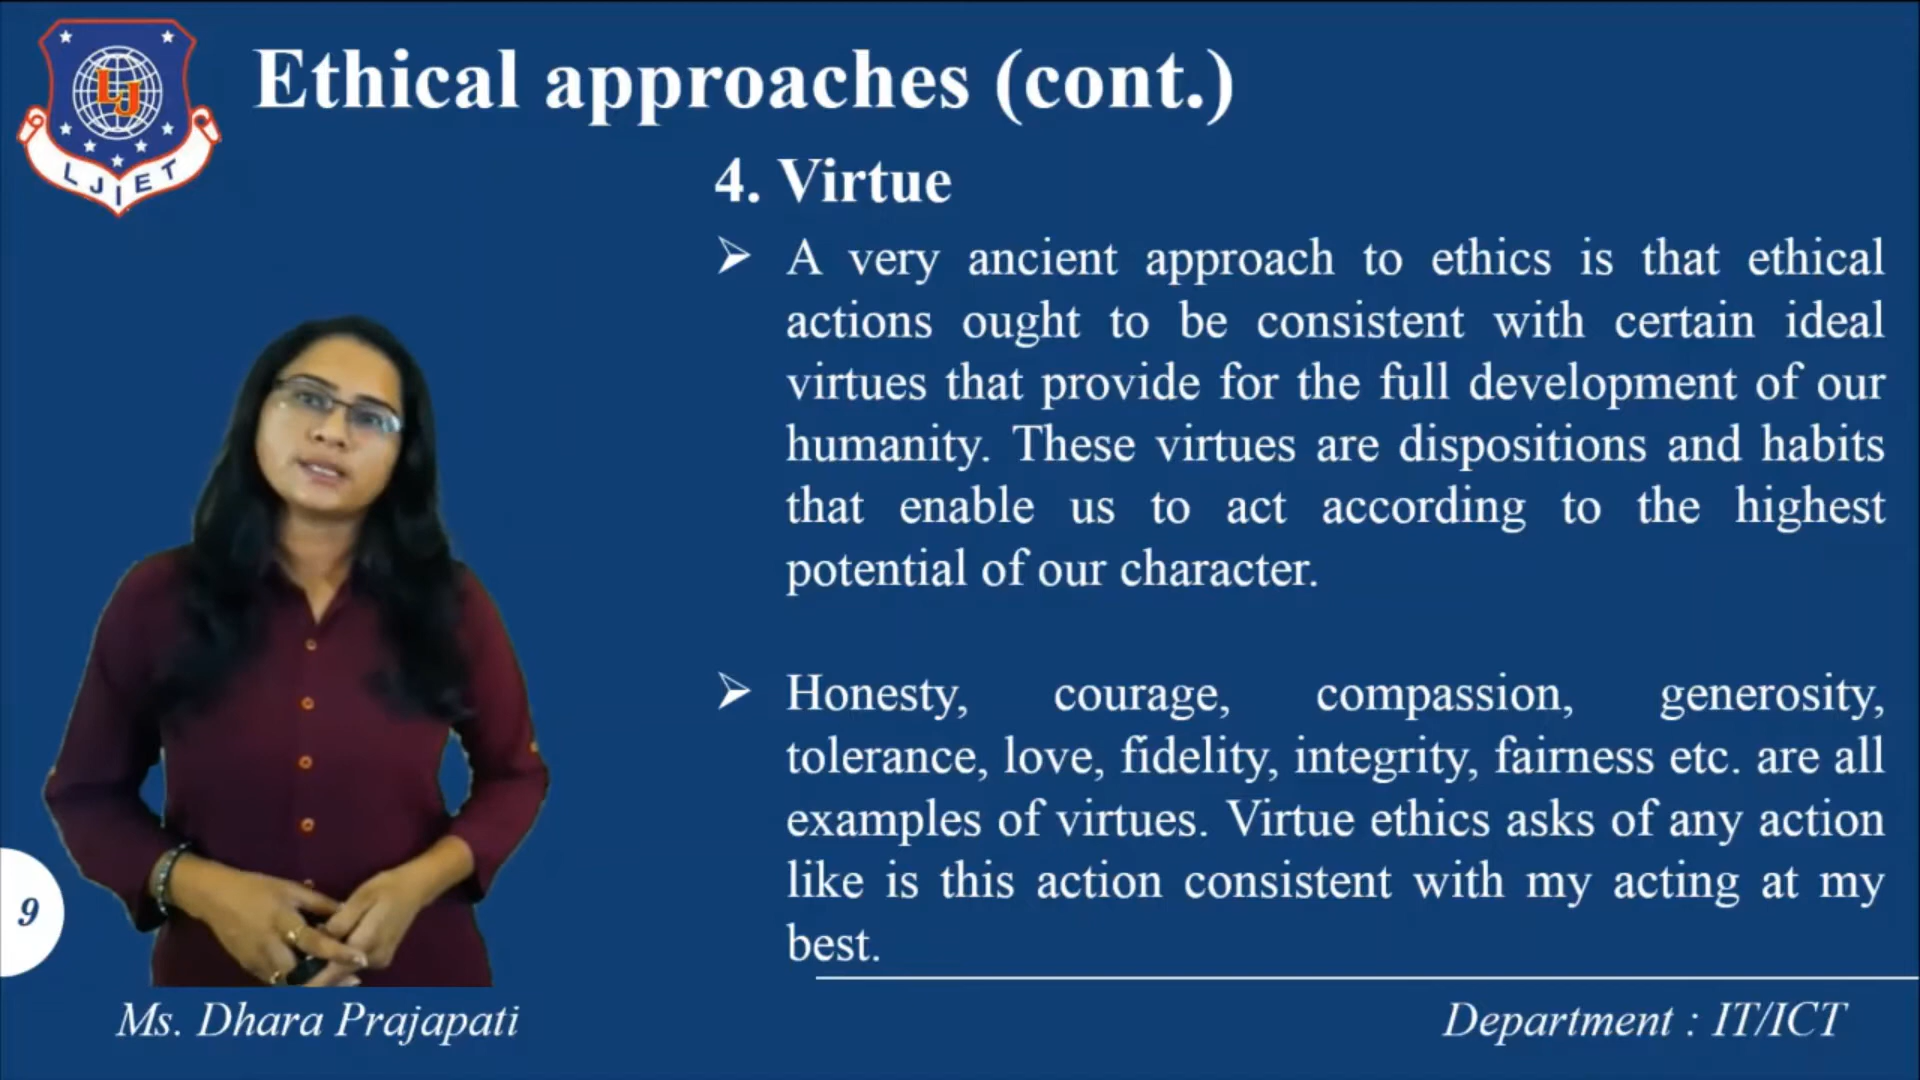 LJ
LJIET
Ethical approaches (cont.)
4. Virtue
➢ A very ancient approach to ethics is that ethical
actions ought to be consistent with certain ideal
virtues that provide for the full development of our
humanity. These virtues are dispositions and habits
that enable us to act according to the highest
potential of our character.
➢ Honesty, courage, compassion, generosity,
tolerance, love, fidelity, integrity, fairness etc. are all
examples of virtues. Virtue ethics asks of any action
like is this action consistent with my acting at my
best.
9
Ms. Dhara Prajapati
Department : IT/ICT